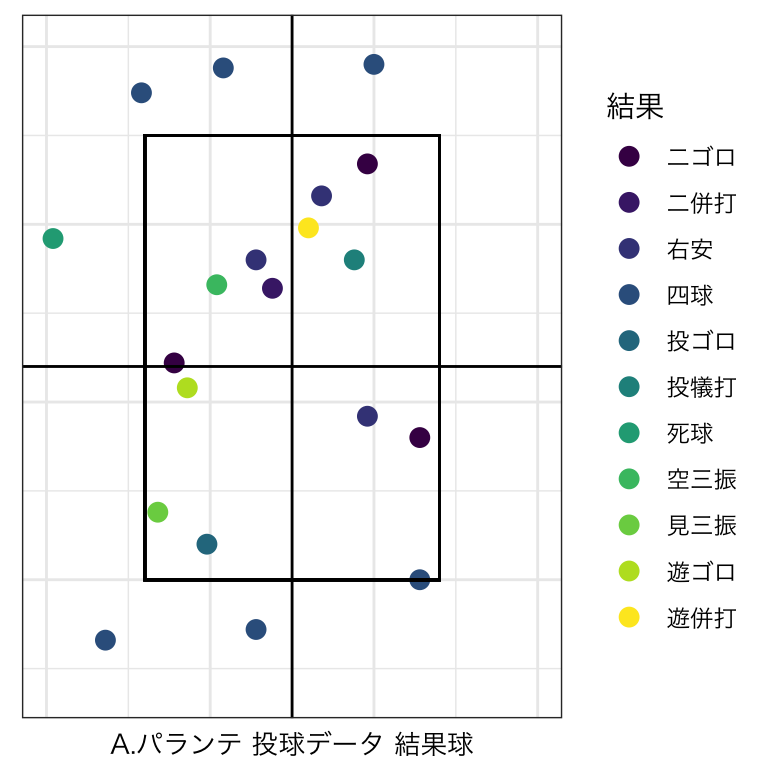 結果
二ゴロ
二併打
右安
四球
投ゴロ
投犠打
死球
空三振
見三振
遊ゴロ
遊併打
A.パランテ 投球データ 結果球